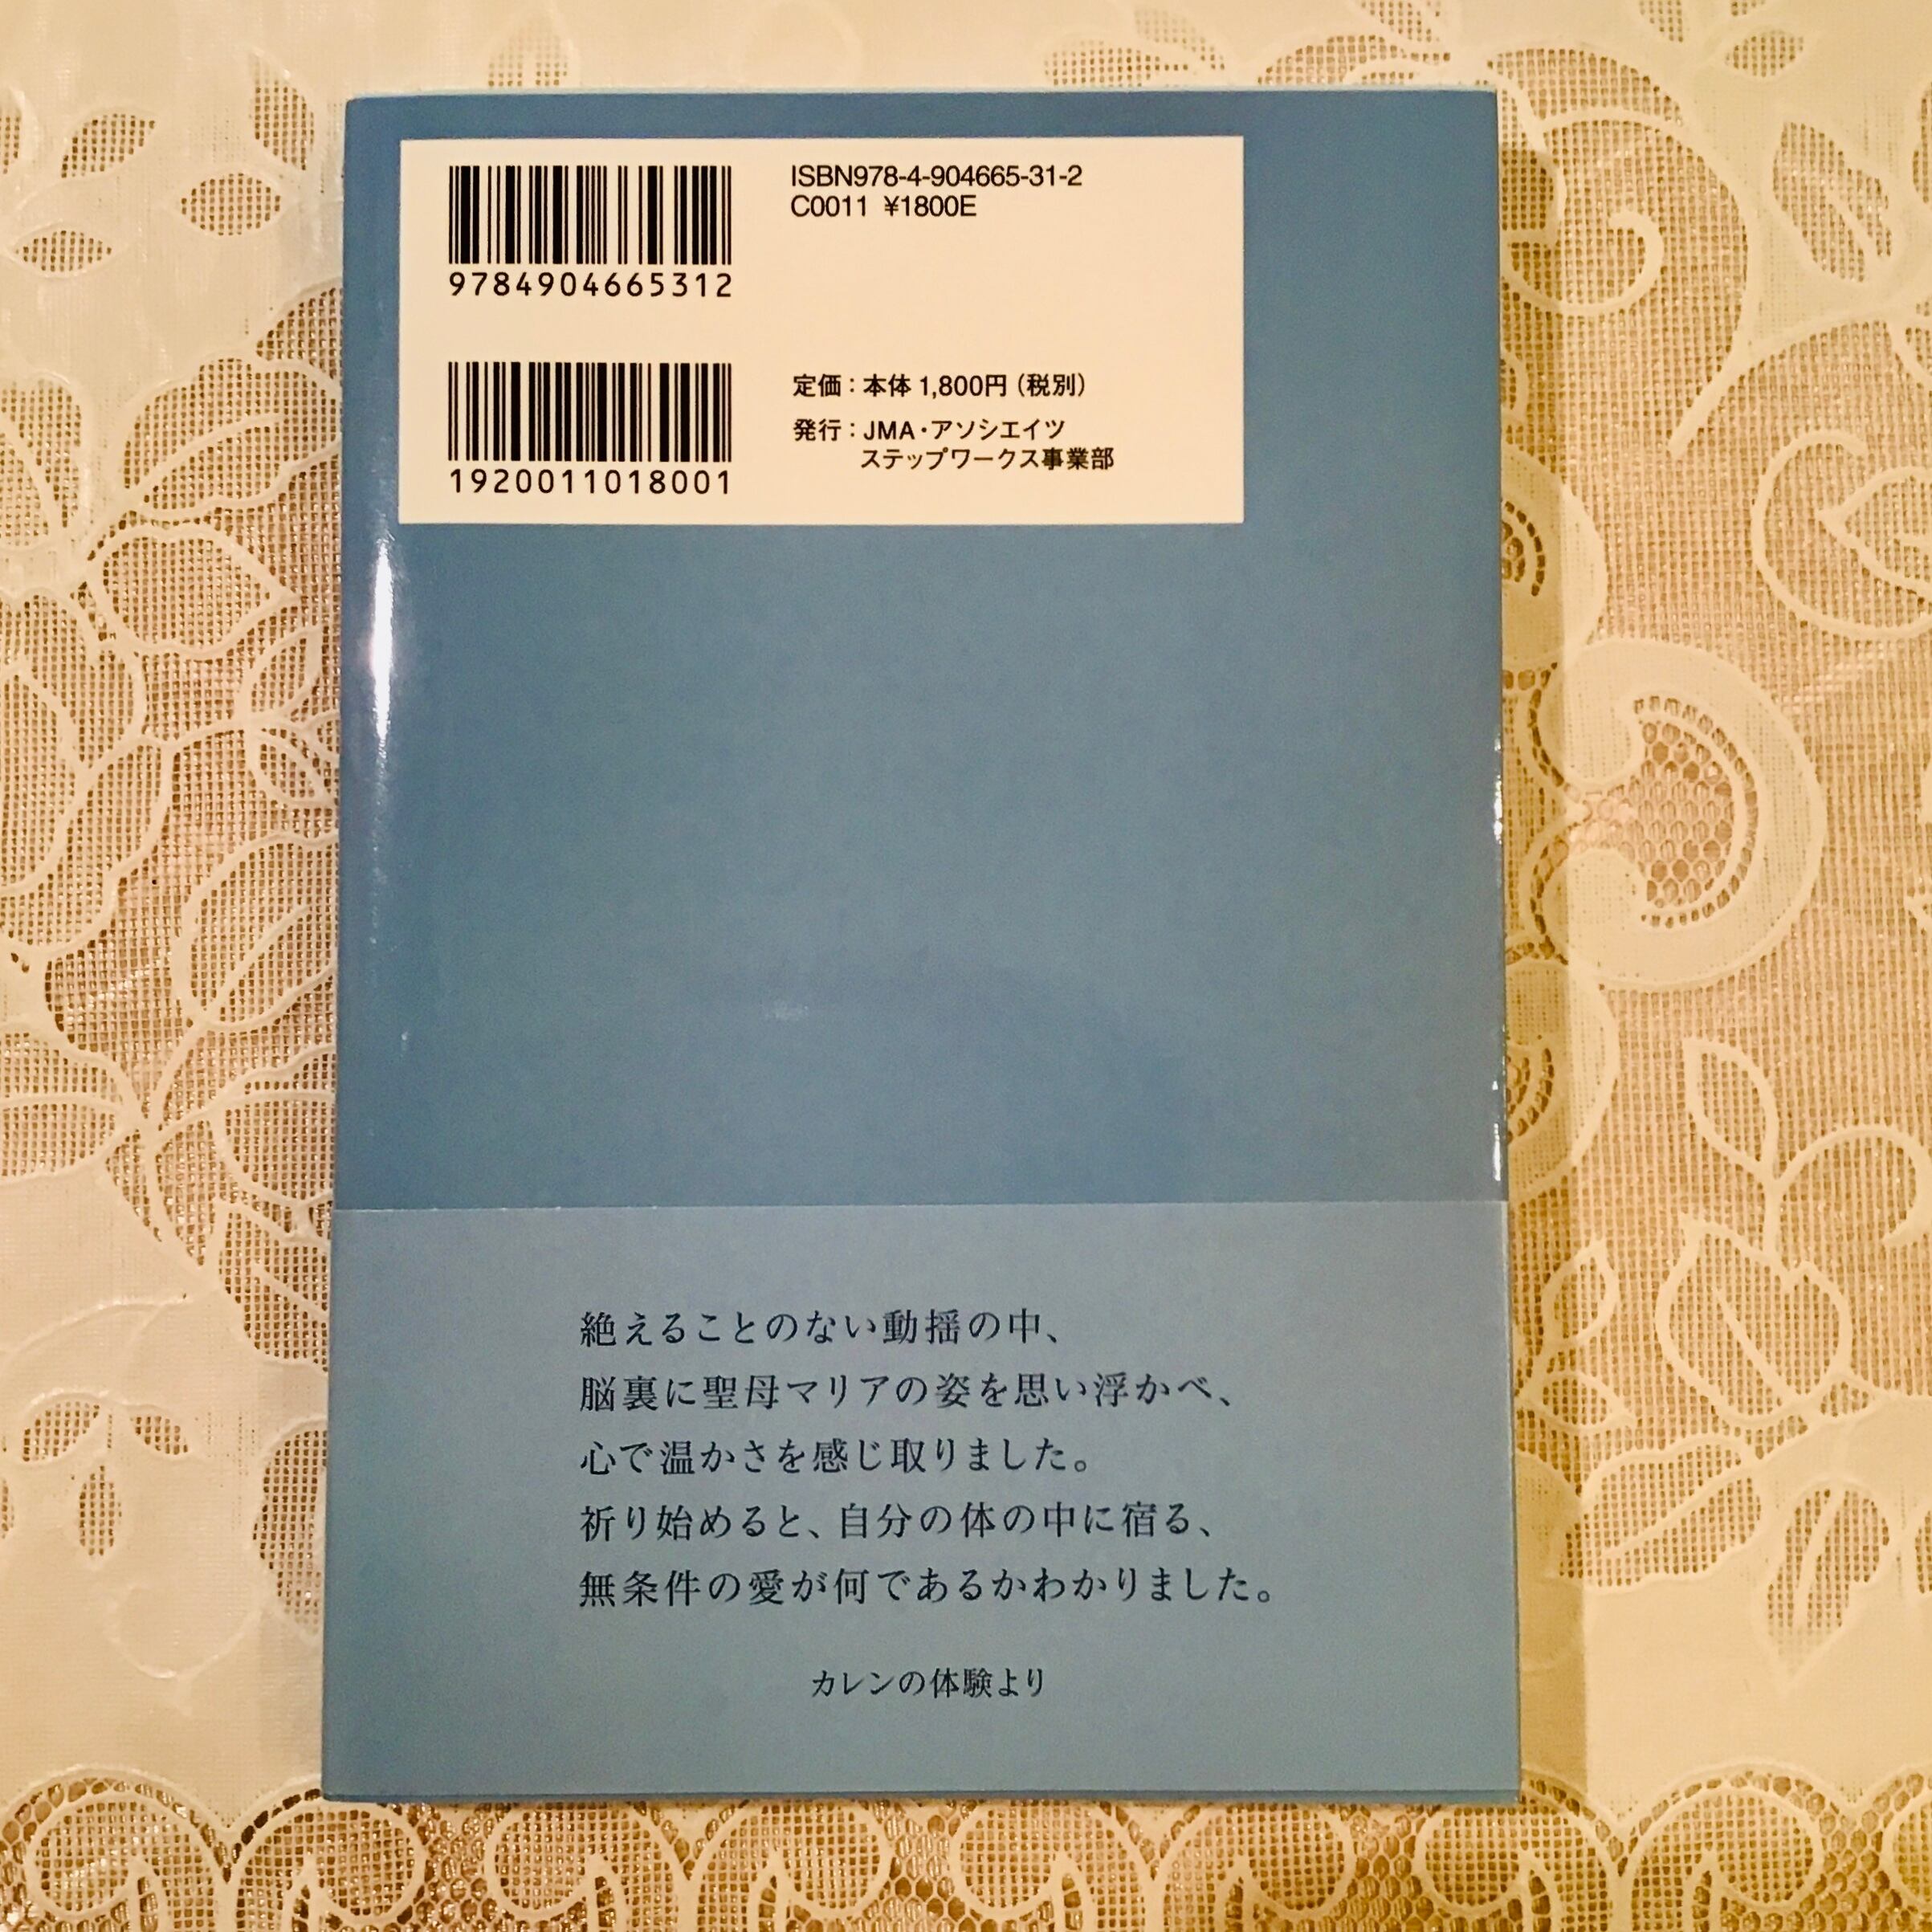 ISBN978-4-904665-31-2
C0011 ¥1800E
9784904665312
定価：本体 1,800円（税別）
発行：JMA・アソシエイツ
ステップワークス事業部
1920011018001
絶えることのない動揺の中、
脳裏に聖母マリアの姿を思い浮かべ、
心で温かさを感じ取りました。
祈り始めると、自分の体の中に宿る、
無条件の愛が何であるかわかりました。
カレンの体験より